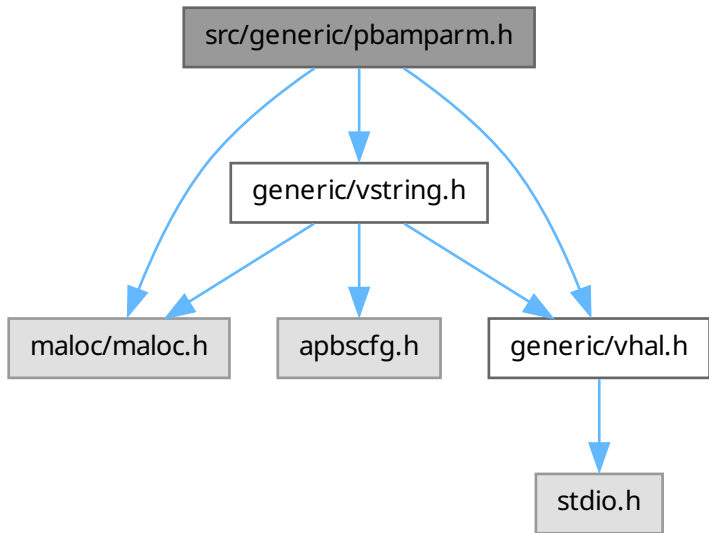 src/generic/pbamparm.h
generic/vstring.h
maloc/maloc.h
apbscfg.h
generic/vhal.h
stdio.h